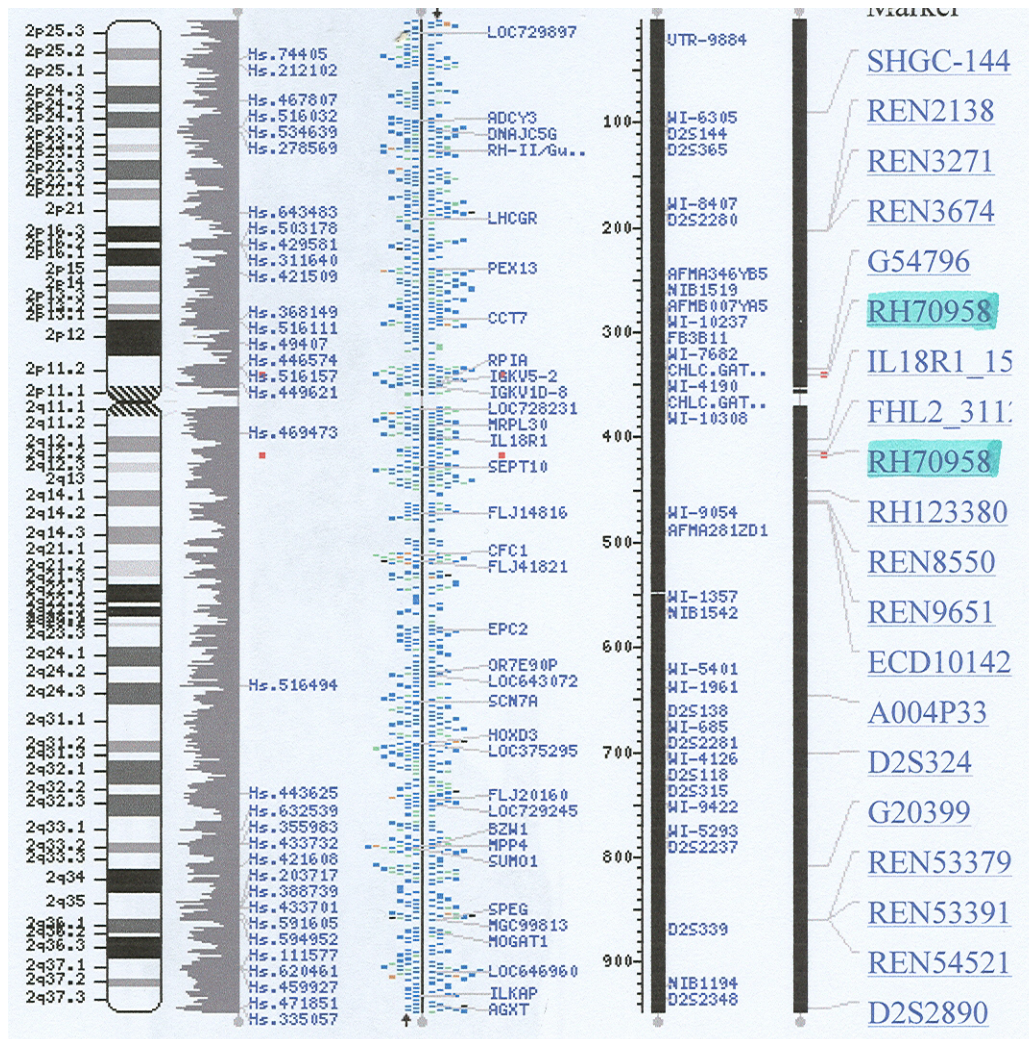 Marker
2p25.3
2p25.2
2p25.1
2p24.3
2p24.2
2p24.1
2p23.3
2p23.1
2p22.3
2p22.1
2p21
2p16.3
2p16.1
2p15
2p14
2p13.3
2p13.1
2p12
2p11.2
2p11.1
2q11.1
2q11.2
2q12.1
2q12.3
2q13
2q14.1
2q14.2
2q14.3
2q21.1
2q21.2
2q21.3
2q22.1
2q23.3
2q24.1
2q24.2
2q24.3
2q31.1
2q31.2
2q32.1
2q32.2
2q32.3
2q33.1
2q33.2
2q33.3
2q34
2q35
2q36.1
2q36.3
2q37.1
2q37.2
2q37.3
Hs.74405
Hs.212102
Hs.467807
Hs.516032
Hs.534639
Hs.278569
Hs.643483
Hs.503178
Hs.429581
Hs.311640
Hs.421509
Hs.368149
Hs.516111
Hs.49407
Hs.446574
Hs.516157
Hs.449621
Hs.469473
Hs.516494
Hs.443625
Hs.632539
Hs.355983
Hs.433732
Hs.421608
Hs.203717
Hs.388739
Hs.433701
Hs.591605
Hs.594952
Hs.111577
Hs.620461
Hs.459927
Hs.471851
Hs.335057
LOC729897
ADCY3
DNAJC5G
RH-II/Gu..
LHCGR
PEX13
CCT7
RPIA
IGKV5-2
IGKV1D-8
LOC728231
MRPL30
IL18R1
SEPT10
FLJ14816
CFC1
FLJ41821
EPC2
OR7E90P
LOC643072
SCN7A
HOXD3
LOC375295
FLJ20160
LOC729245
BZW1
MPP4
SUMO1
SPEG
MGC99813
MOGAT1
LOC646960
ILKAP
AGXT
100
200
300
400
500
600
700
800
900
UTR-9884
WI-6305
D2S144
D2S365
WI-8407
D2S2280
AFMA346YB5
NIB1519
AFMB007YA5
WI-10237
FB3B11
WI-7682
CHLC.GAT..
WI-4190
CHLC.GAT..
WI-10308
WI-9054
AFMA281ZD1
WI-1357
NIB1542
WI-5401
WI-1961
D2S138
WI-685
D2S2281
WI-4126
D2S118
D2S315
WI-9422
WI-5293
D2S2237
D2S339
NIB1194
D2S2348
SHGC-144
REN2138
REN3271
REN3674
G54796
RH70958
IL18R1_15
FHL2_311
RH70958
RH123380
REN8550
REN9651
ECD10142
A004P33
D2S324
G20399
REN53379
REN53391
REN54521
D2S2890